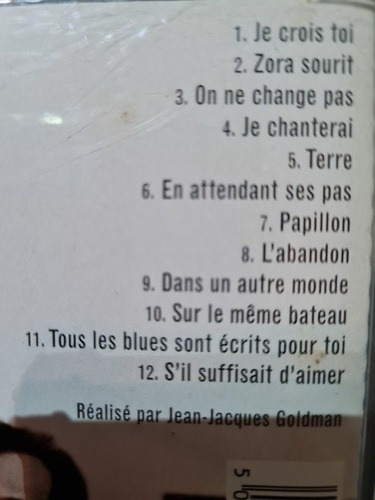 1. Je crois toi
2. Zora sourit
3. On ne change pas
4. Je chanterai
5. Terre
6. En attendant ses pas
7. Papillon
8. L'abandon
9. Dans un autre monde
10. Sur le même bateau
11. Tous les blues sont écrits pour toi
12. S'il suffisait d'aimer
Réalisé par Jean-Jacques Goldman
5